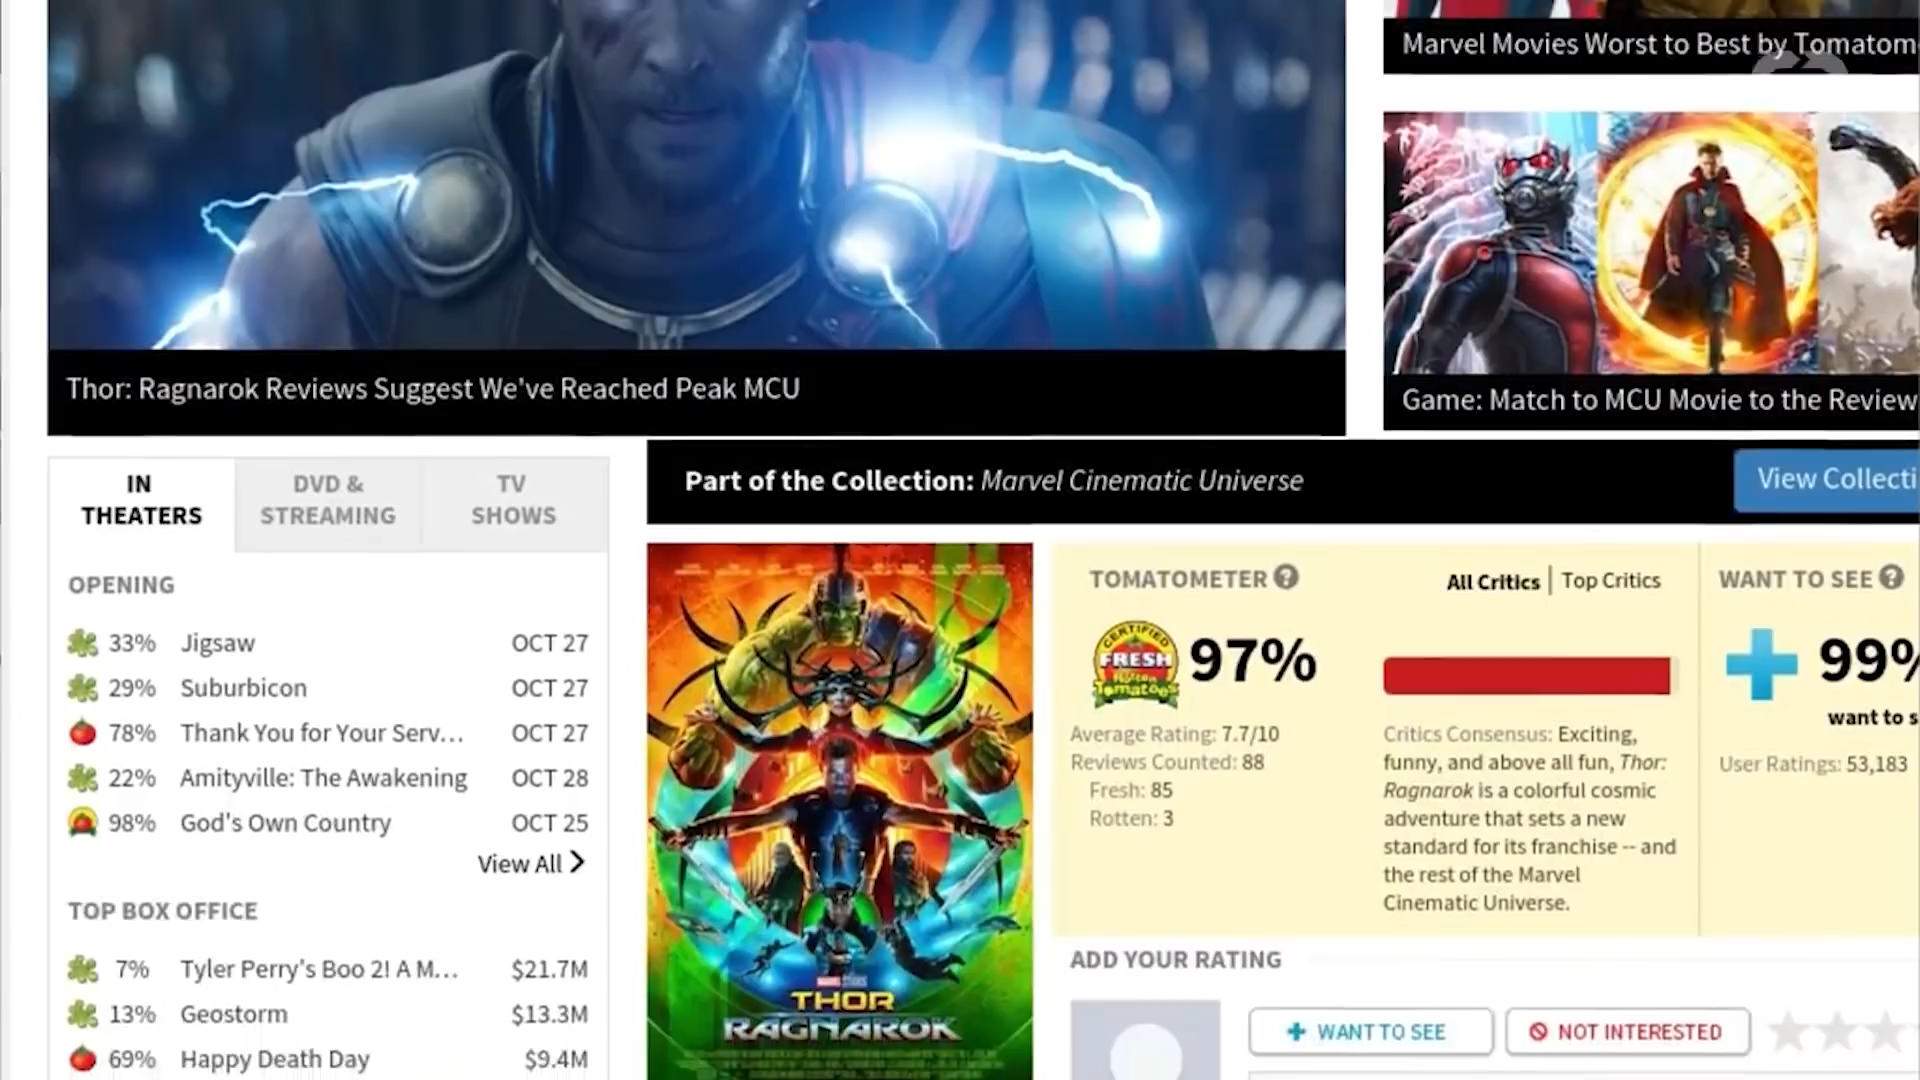 Marvel Movies Worst to Best by Tomatom
Thor: Ragnarok Reviews Suggest We've Reached Peak MCU
Game: Match to MCU Movie to the Review
Part of the Collection: Marvel Cinematic Universe
View Collecti
IN THEATERS
DVD & STREAMING
TV SHOWS
OPENING
33% Jigsaw OCT 27
29% Suburbicon OCT 27
78% Thank You for Your Serv... OCT 27
22% Amityville: The Awakening OCT 28
98% God's Own Country OCT 25
View All
TOP BOX OFFICE
7% Tyler Perry's Boo 2! A M... $21.7M
13% Geostorm $13.3M
69% Happy Death Day $9.4M
MARVEL STUDIOS
THOR
RAGNAROK
TOMATOMETER ?
All Critics | Top Critics
CERTIFIED
FRESH
Rotten
Tomatoes
97%
Average Rating: 7.7/10
Reviews Counted: 88
Fresh: 85
Rotten: 3
Critics Consensus: Exciting,
funny, and above all fun, Thor:
Ragnarok is a colorful cosmic
adventure that sets a new
standard for its franchise -- and
the rest of the Marvel
Cinematic Universe.
WANT TO SEE ?
99%
want to s
User Ratings: 53,183
ADD YOUR RATING
WANT TO SEE
NOT INTERESTED